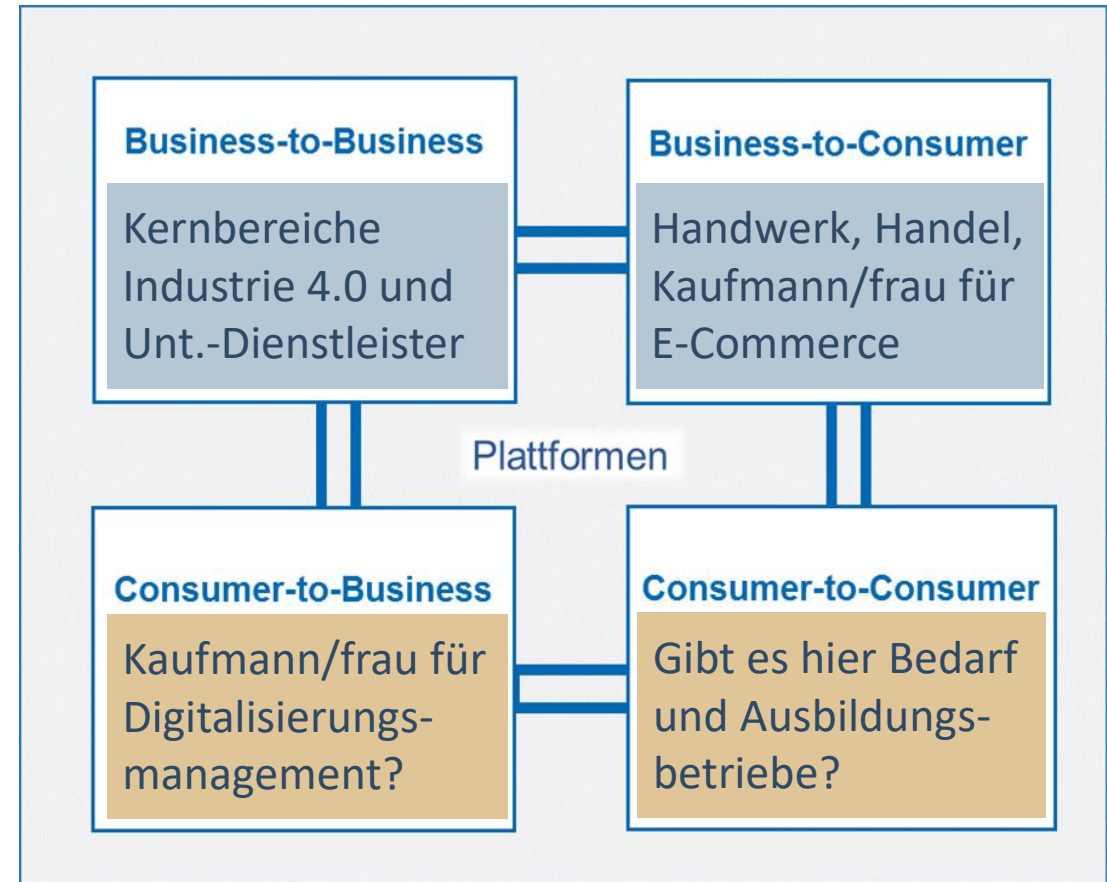 Business-to-Business
Kernbereiche
Industrie 4.0 und
Unt.-Dienstleister
Business-to-Consumer
Handwerk, Handel,
Kaufmann/frau für
E-Commerce
Plattformen
Consumer-to-Business
Kaufmann/frau für
Digitalisierungs-
management?
Consumer-to-Consumer
Gibt es hier Bedarf
und Ausbildungs-
betriebe?